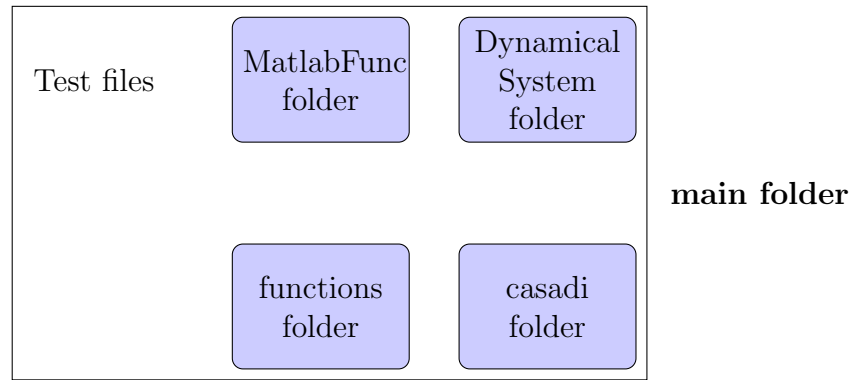 Test files
MatlabFunc
folder
Dynamical
System
folder
main folder
functions
folder
casadi
folder